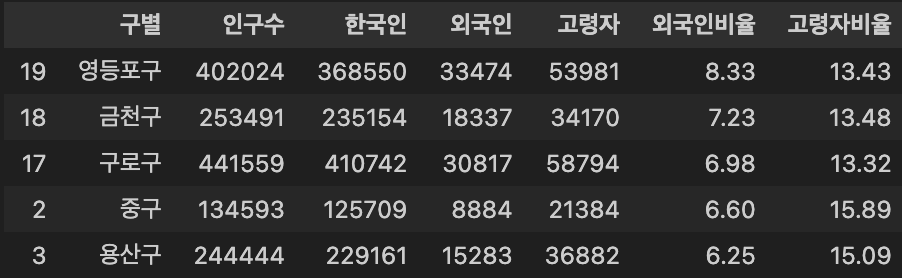 구별 인구수 한국인 외국인 고령자 외국인비율 고령자비율
19 영등포구 402024 368550 33474 53981 8.33 13.43
18 금천구 253491 235154 18337 34170 7.23 13.48
17 구로구 441559 410742 30817 58794 6.98 13.32
2 중구 134593 125709 8884 21384 6.60 15.89
3 용산구 244444 229161 15283 36882 6.25 15.09